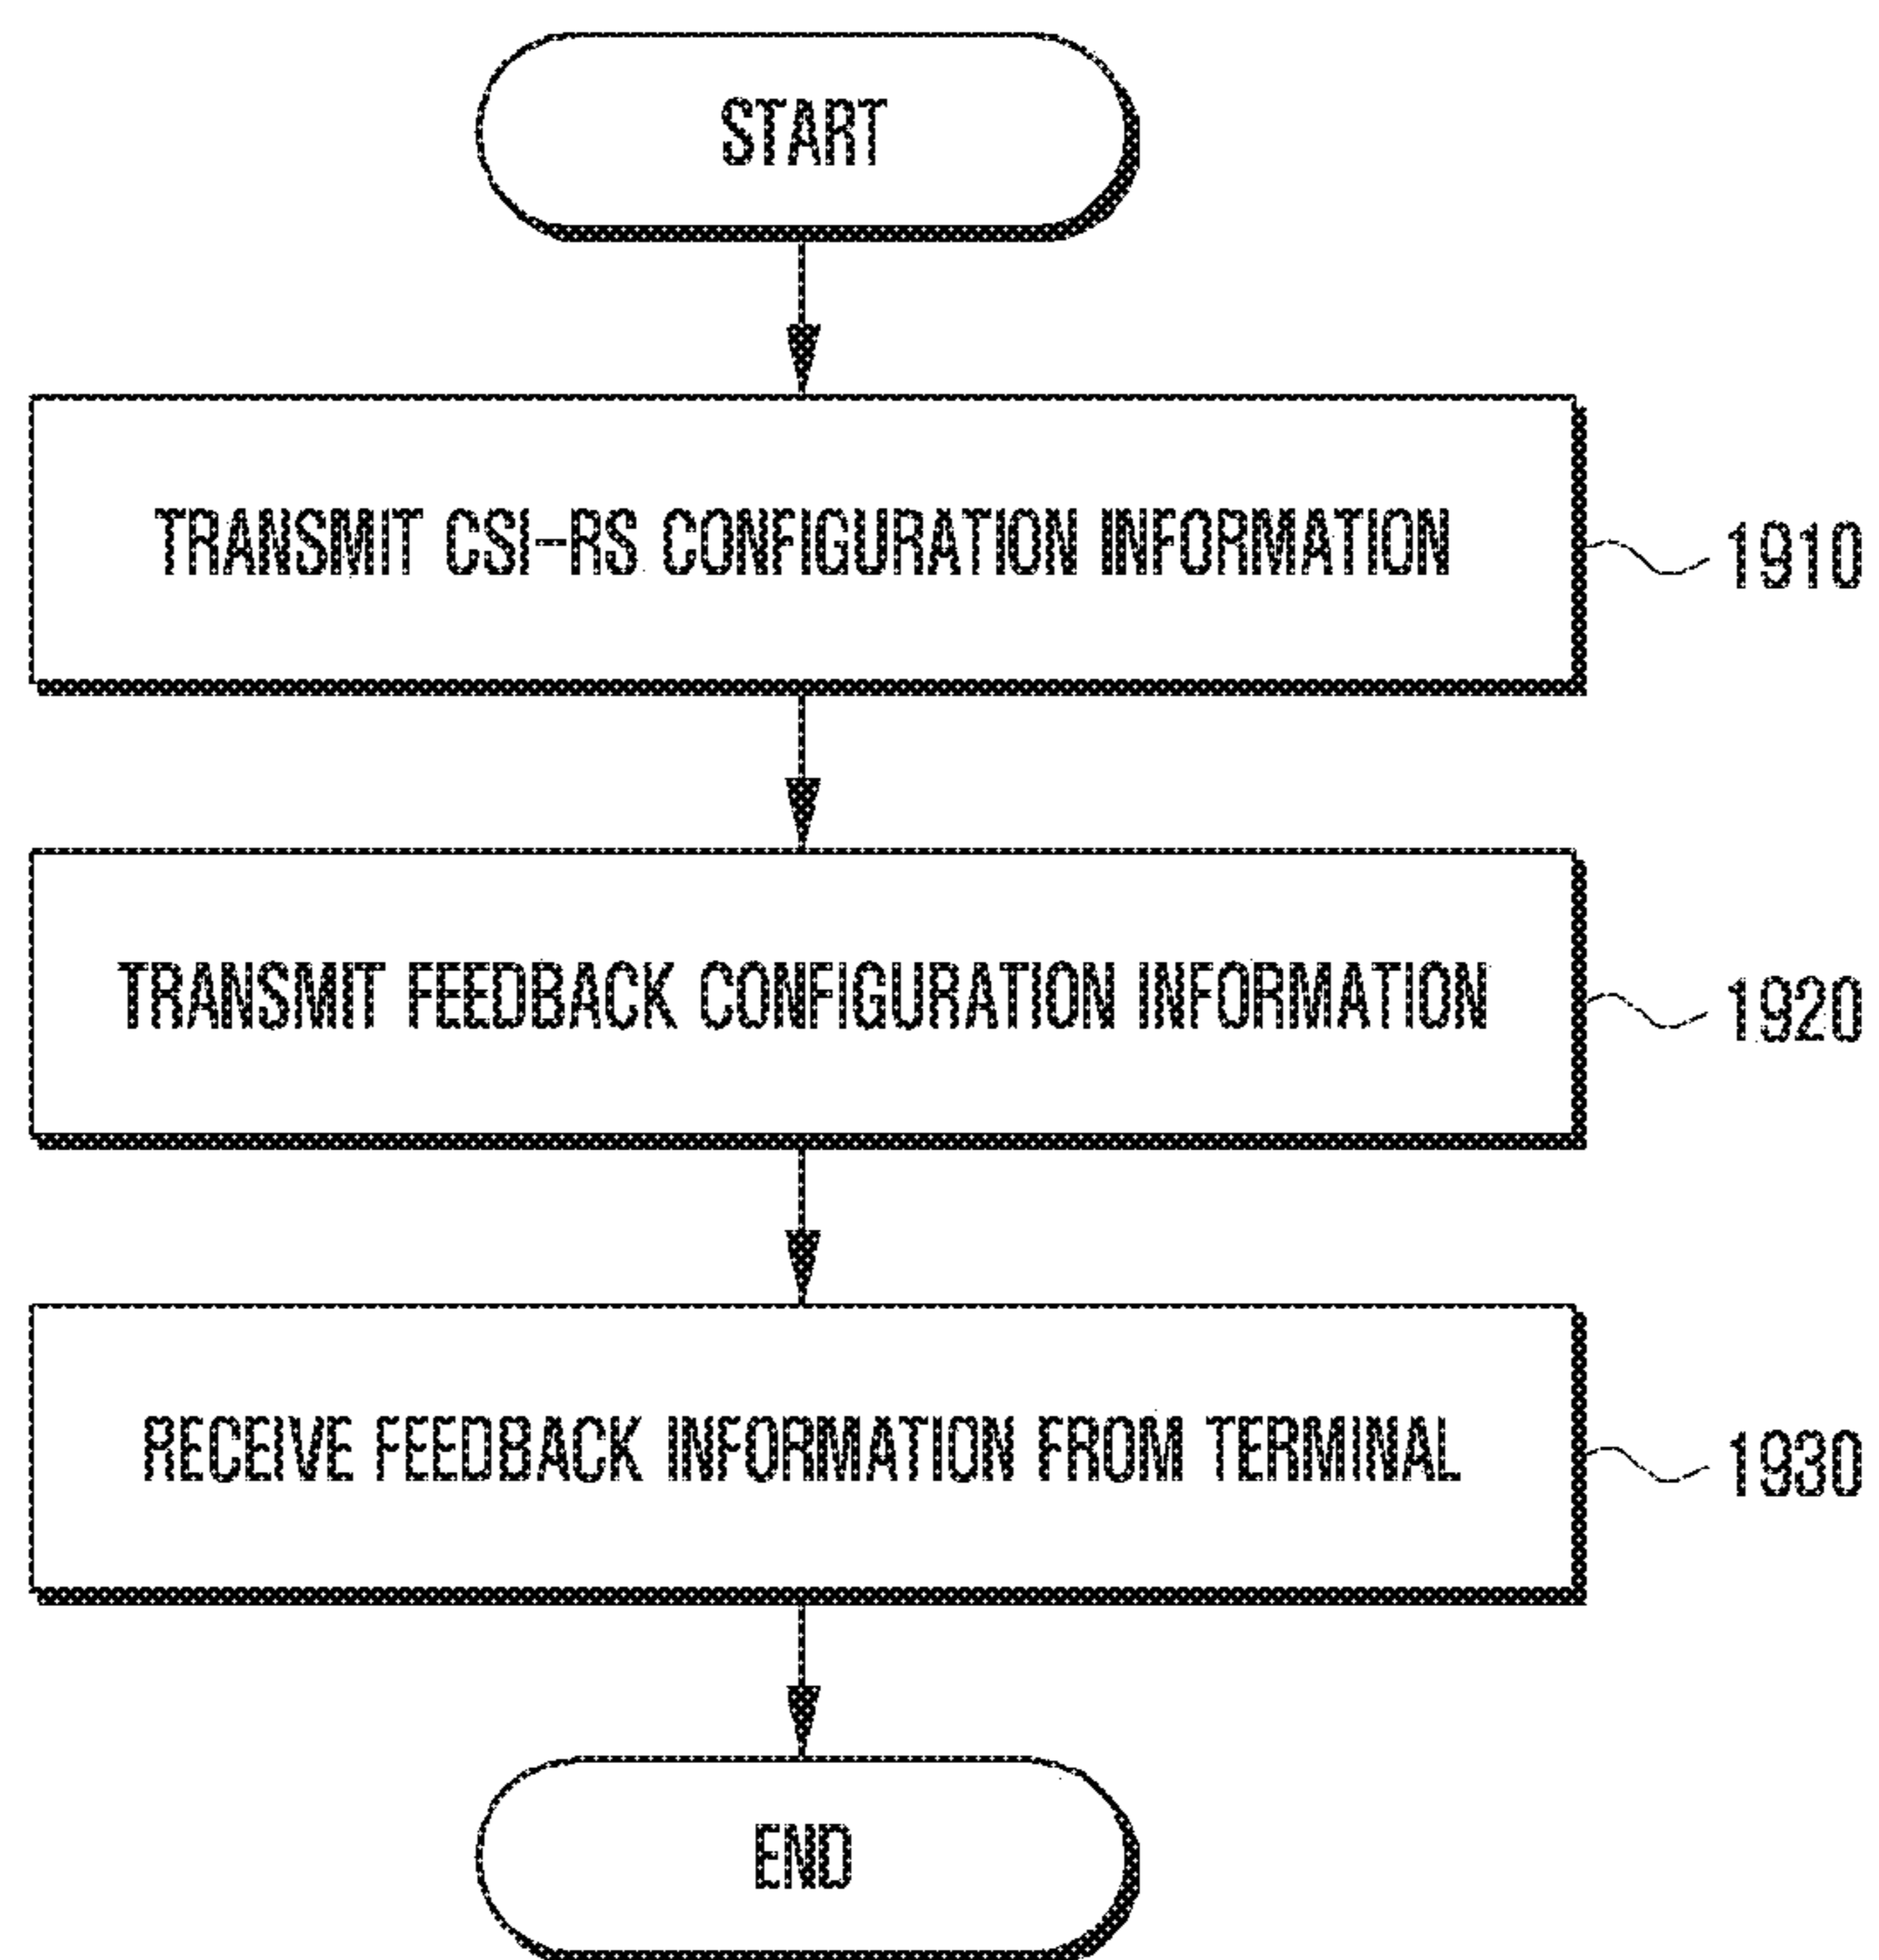 START
TRANSMIT CSI-RS CONFIGURATION INFORMATION
1910
TRANSMIT FEEDBACK CONFIGURATION INFORMATION
1920
RECEIVE FEEDBACK INFORMATION FROM TERMINAL
1930
END